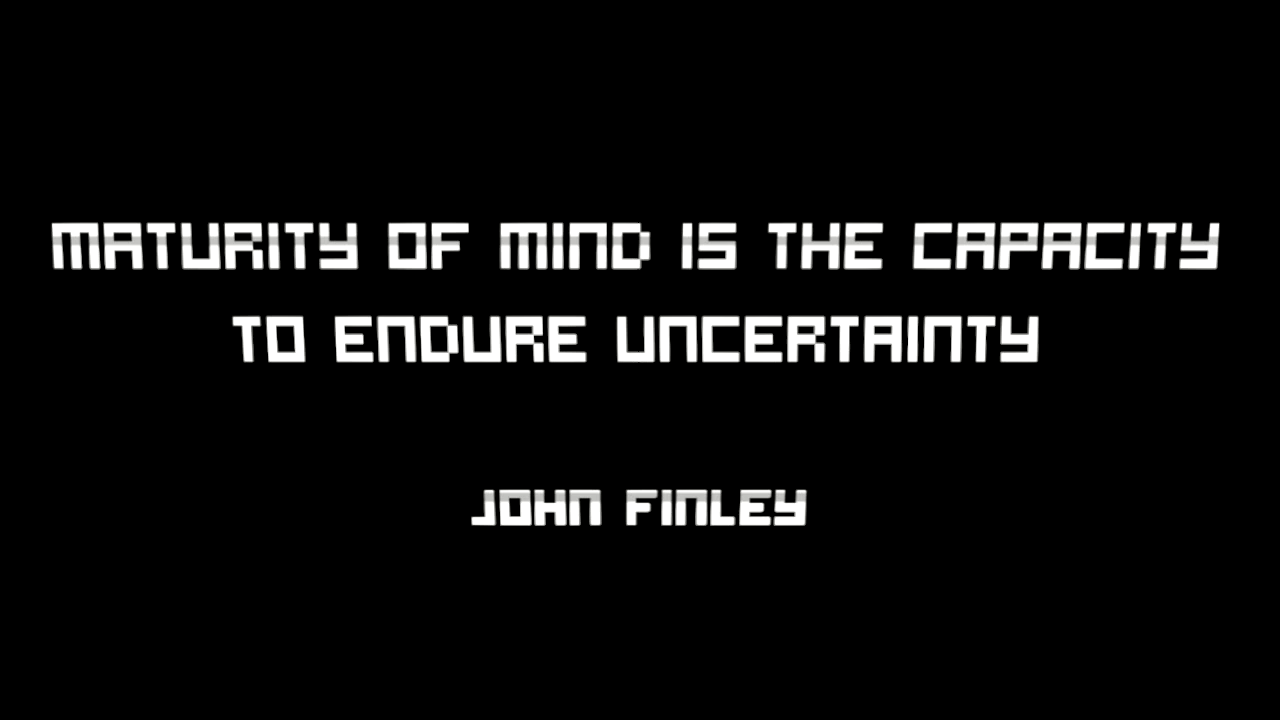 MATURITY OF MIND IS THE CAPACITY
TO ENDURE UNCERTAINTY
JOHN FINLEY